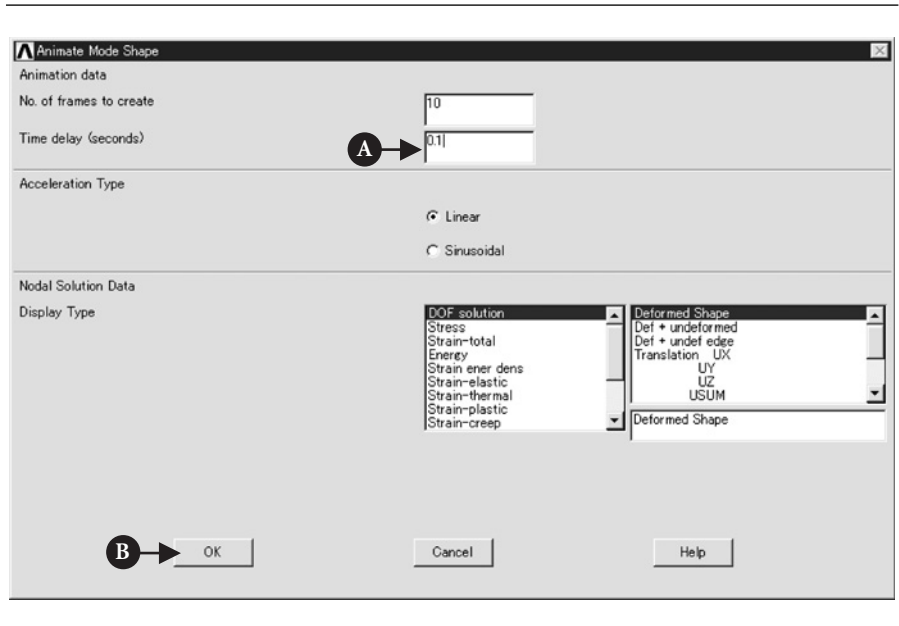 Animate Mode Shape
Animation data
No. of frames to create
10
Time delay (seconds)
A
0.1
Acceleration Type
Linear
Sinusoidal
Nodal Solution Data
Display Type
DOF solution
Stress
Strain-total
Energy
Strain ener dens
Strain-elastic
Strain-thermal
Strain-plastic
Strain-creep
Deformed Shape
Def + undeformed
Def + undef edge
Translation UX
UY
UZ
USUM
Deformed Shape
B
OK
Cancel
Help